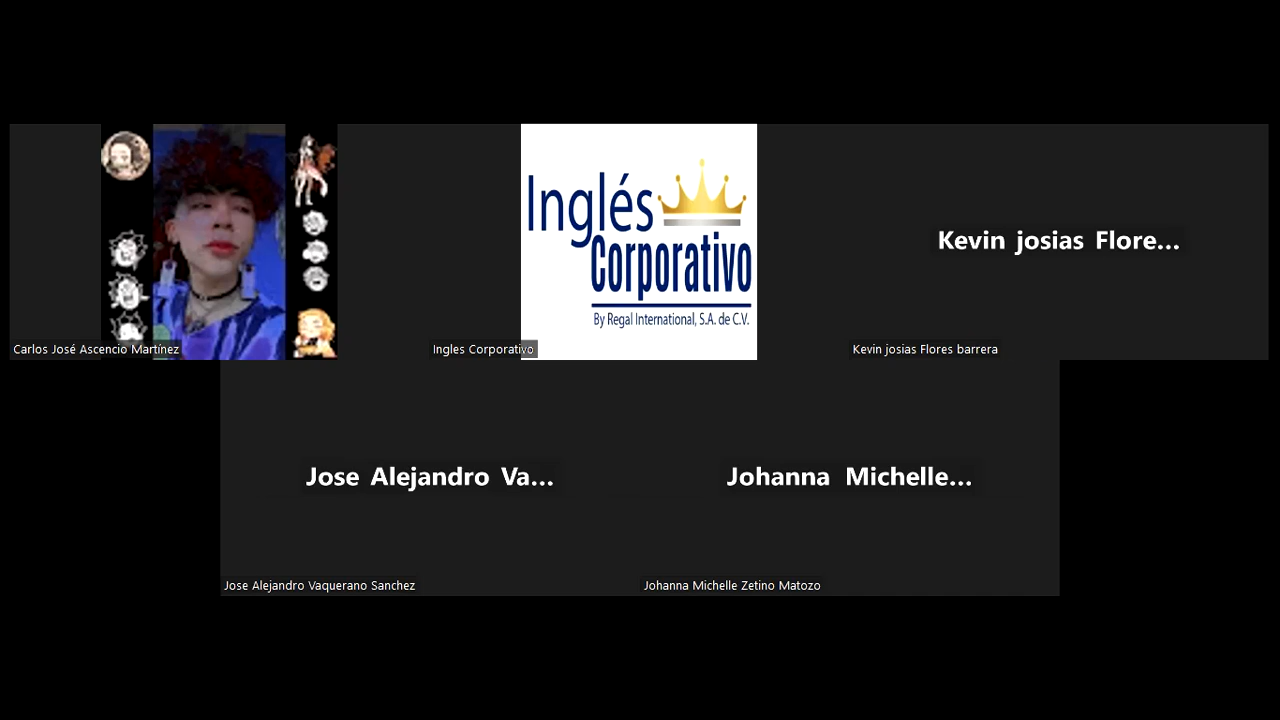 Carlos José Ascencio Martínez
Inglés
Corporativo
By Regal International, S.A. de C.V.
Ingles Corporativo
Kevin josias Flore...
Kevin josias Flores barrera
Jose Alejandro Va...
Jose Alejandro Vaquerano Sanchez
Johanna Michelle...
Johanna Michelle Zetino Matozo